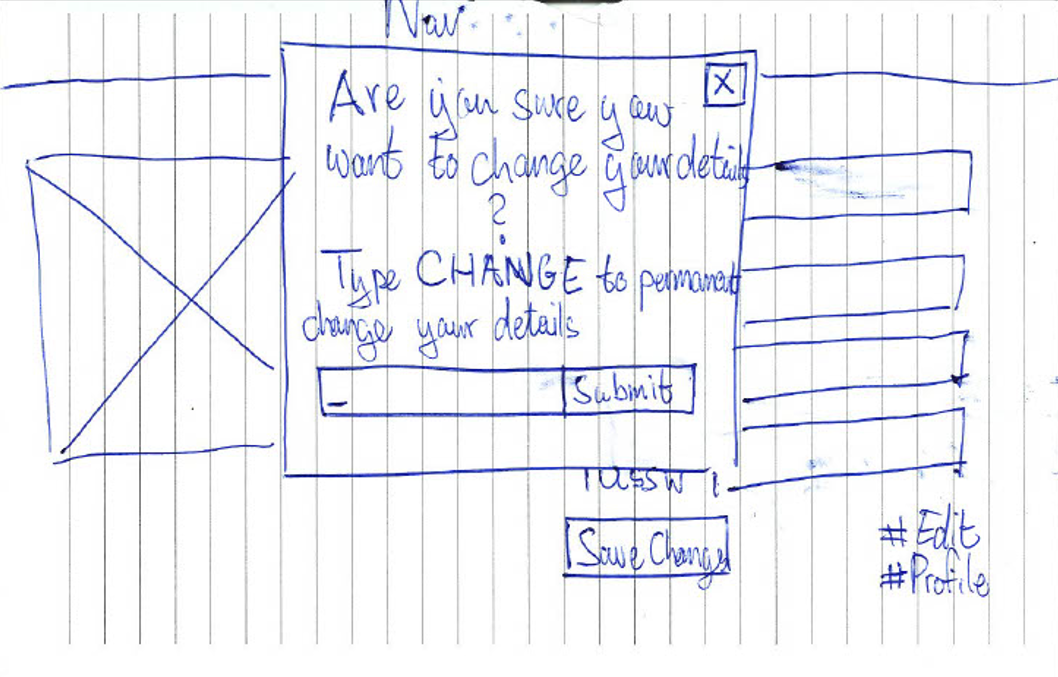 Nav
X
Are you sure you
want to change your details
?
Type CHANGE to permanent
change your details
Submit
Save Changes
# Edit
# Profile